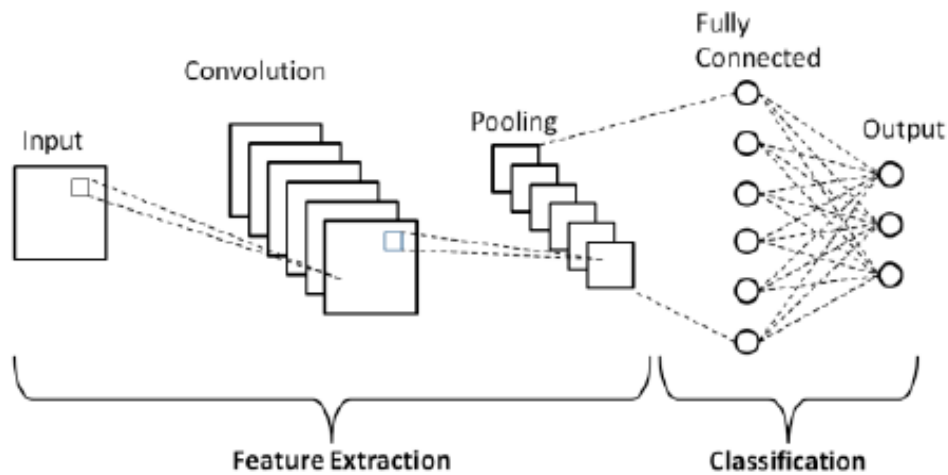 Input
Convolution
Pooling
Fully
Connected
Output
Feature Extraction
Classification